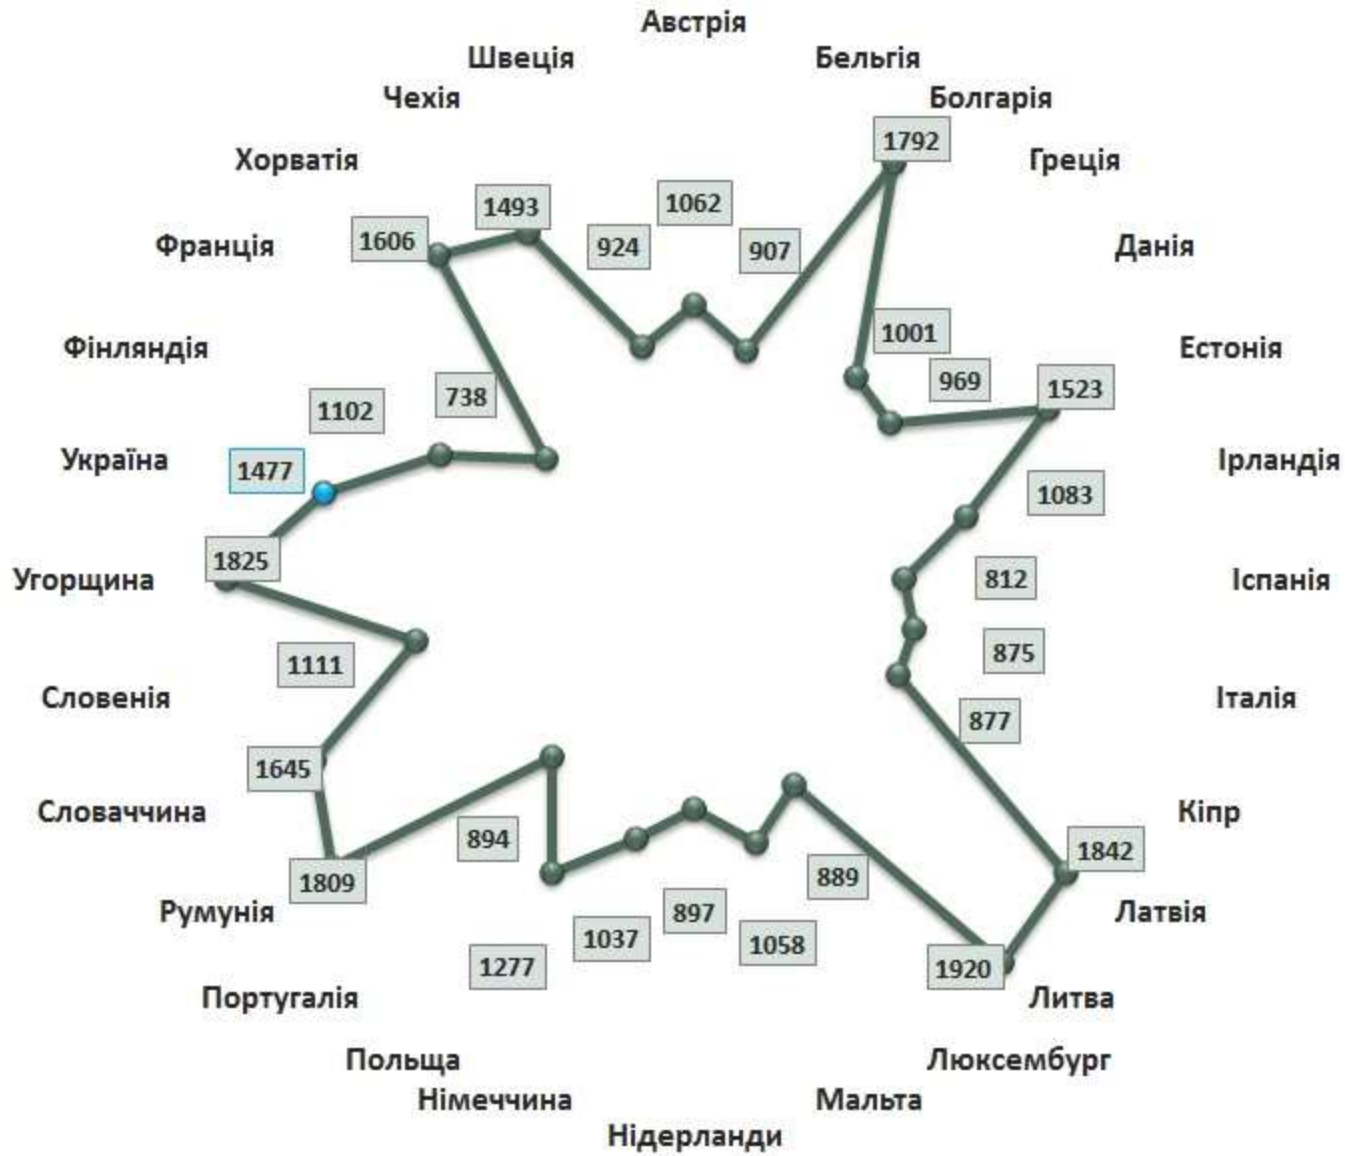 Австрія
Швеція
Бельгія
Чехія
Болгарія
1792
Хорватія
Греція
1493
1062
1606
924
907
Франція
Данія
1001
Фінляндія
Естонія
969
1523
738
1102
Україна
1477
Ірландія
1083
1825
Угорщина
812
Іспанія
1111
875
Словенія
Італія
877
1645
Словаччина
Кіпр
894
1842
1809
889
Румунія
897
Латвія
1037
1058
1277
1920
Португалія
Литва
Польща
Люксембург
Німеччина
Мальта
Нідерланди